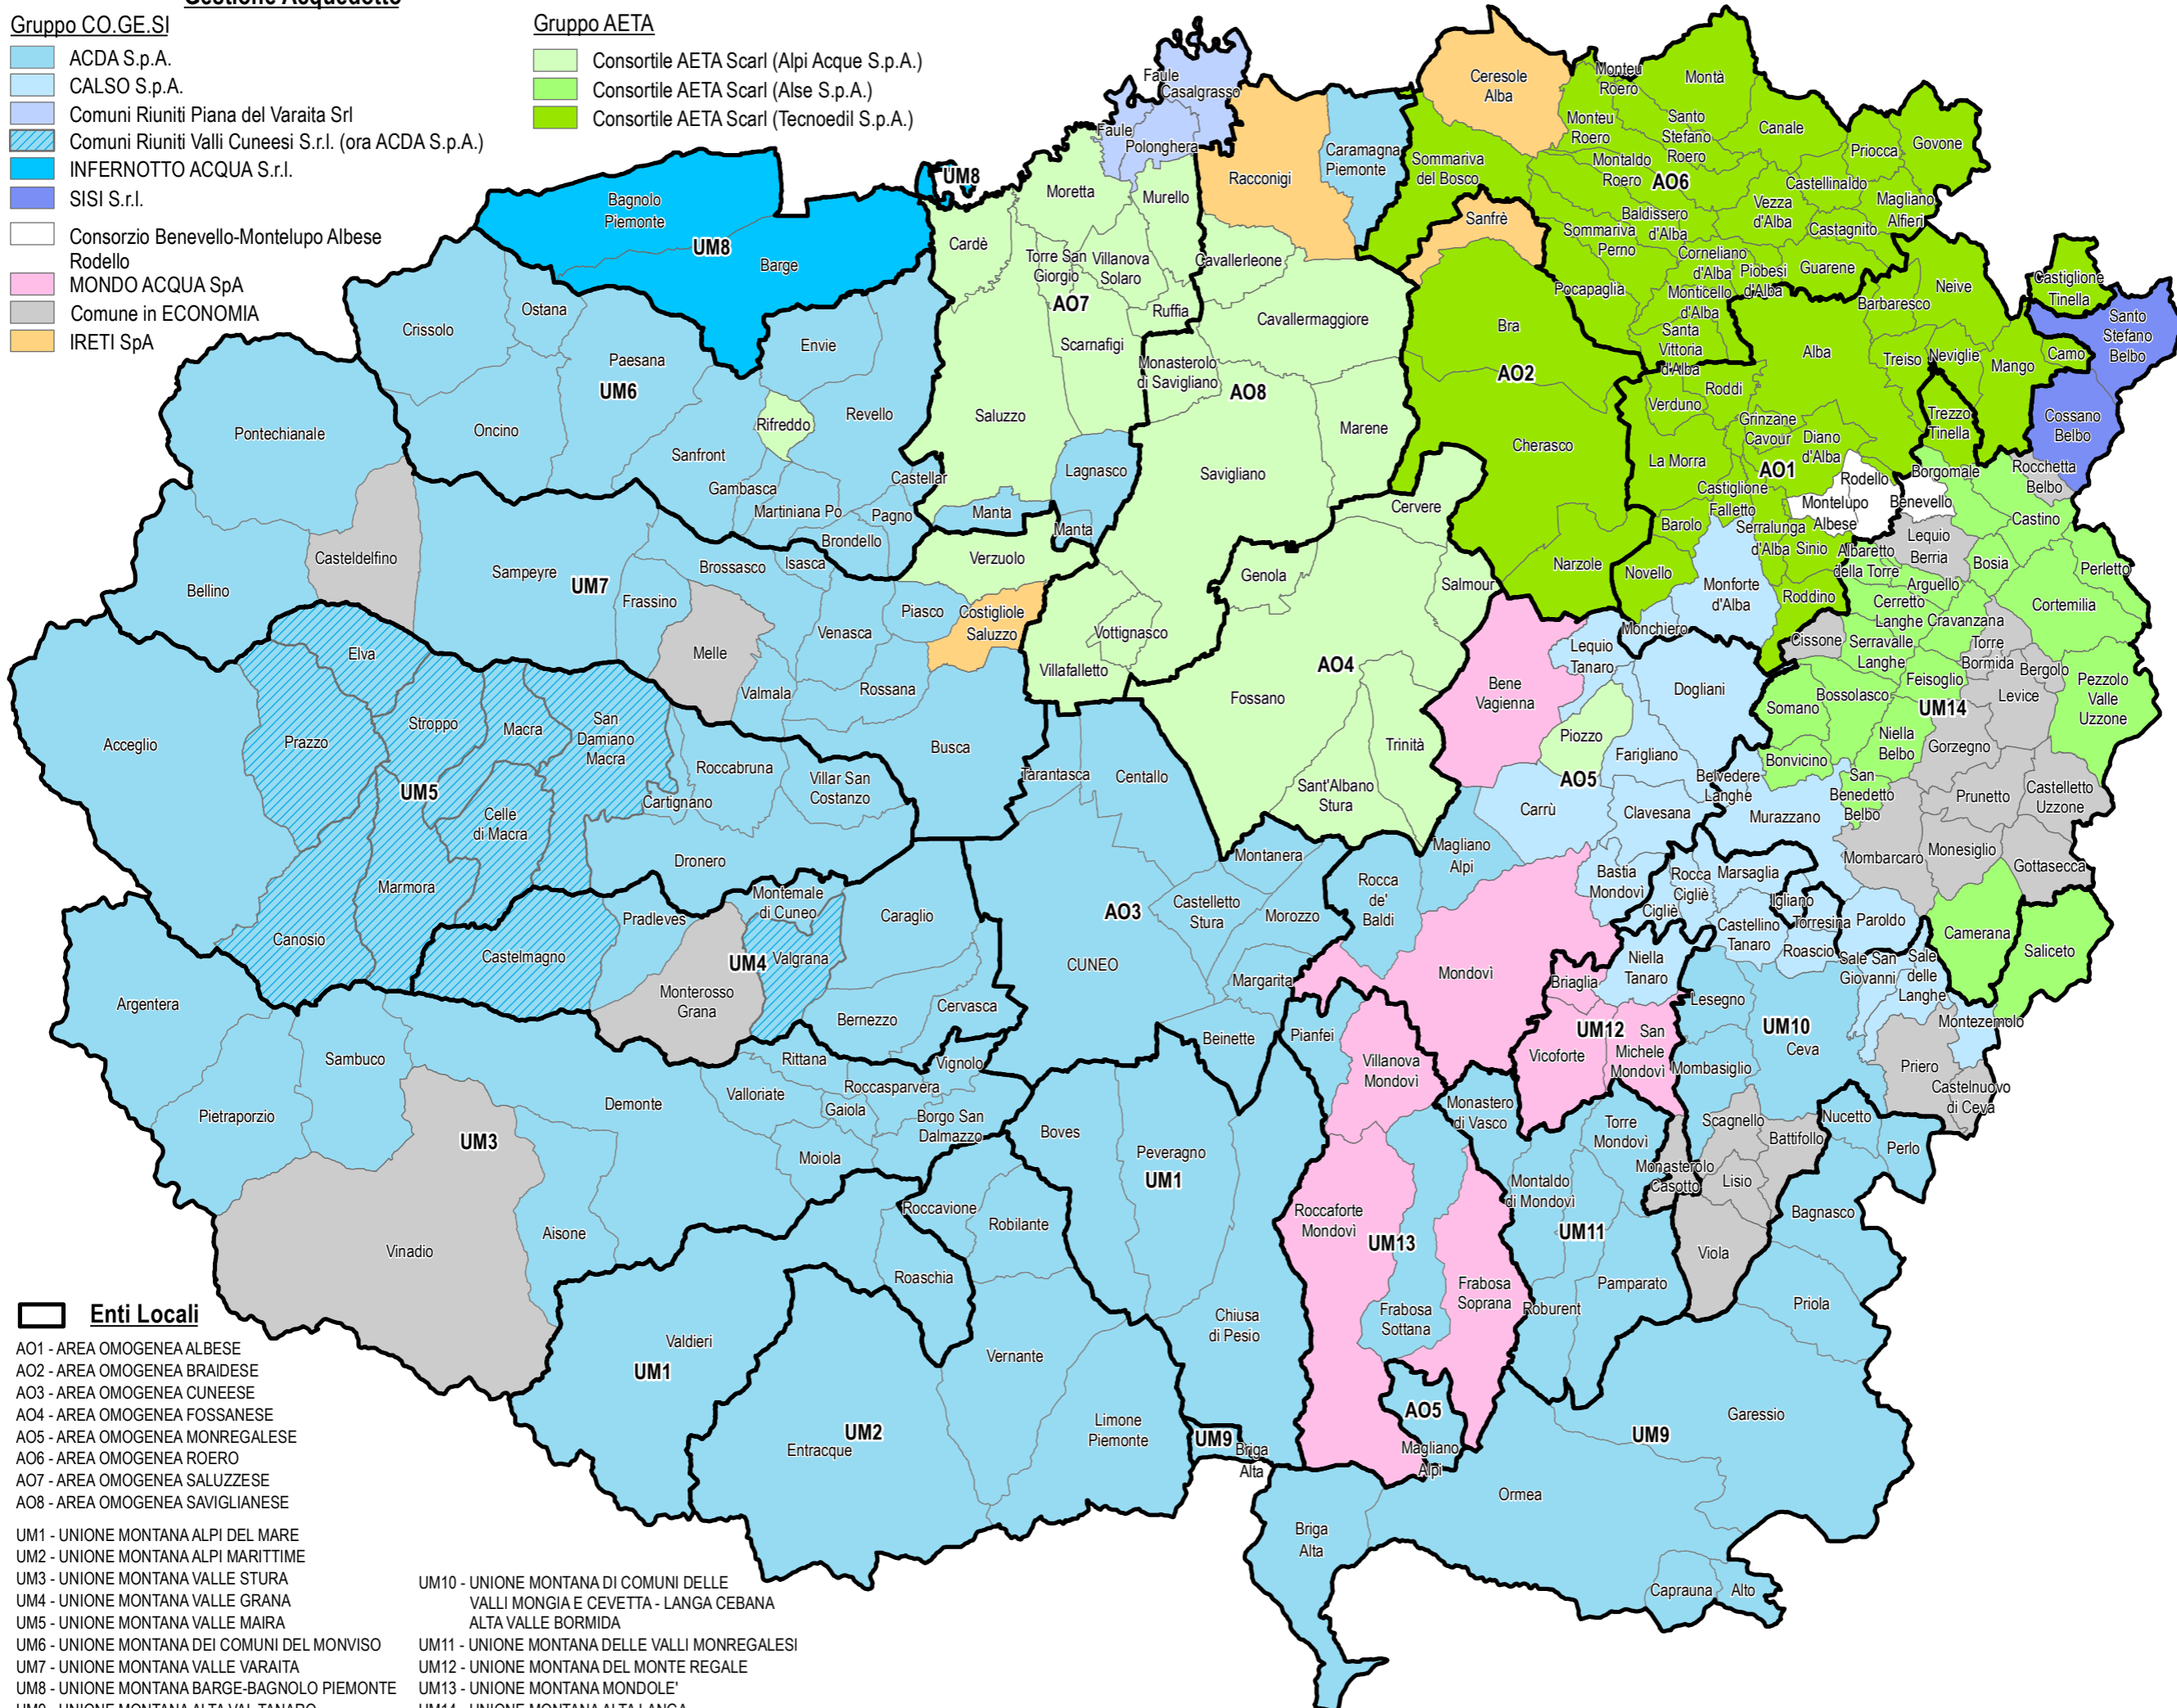 Gestione Acquedotto
Gruppo CO.GE.SI
ACDA S.p.A.
CALSO S.p.A.
Comuni Riuniti Piana del Varaita Srl
Comuni Riuniti Valli Cuneesi S.r.l. (ora ACDA S.p.A.)
INFERNOTTO ACQUA S.r.l.
SISI S.r.l.
Consorzio Benevello-Montelupo Albese
Rodello
MONDO ACQUA SpA
Comune in ECONOMIA
IRETI SpA
Gruppo AETA
Consortile AETA Scarl (Alpi Acque S.p.A.)
Consortile AETA Scarl (Alse S.p.A.)
Consortile AETA Scarl (Tecnoedil S.p.A.)
Faule
Casalgrasso
Faule
Polonghera
UM8
Moretta
Murello
Cardè
Torre San
Giorgio
Villanova
Solaro
AO7
Ruffia
Scarnafigi
Saluzzo
Lagnasco
Manta
Manta
Verzuolo
Racconigi
Caramagna
Piemonte
Cavallerleone
Cavallermaggiore
Monasterolo
di Savigliano
AO8
Marene
Savigliano
Ceresole
Alba
Sommariva
del Bosco
Sanfrè
Monteu
Roero
Montà
Monteu
Roero
Santo
Stefano
Roero
Canale
Priocca
Govone
Montaldo
Roero
AO6
Castellinaldo
Vezza
d'Alba
Magliano
Alfieri
Baldissero
d'Alba
Castagnito
Sommariva
Perno
Corneliano
d'Alba
Piobesi
d'Alba
Guarene
Pocapaglia
Monticello
d'Alba
Santa
Vittoria
d'Alba
Barbaresco
Neive
Castiglione
Tinella
Santo
Stefano
Belbo
Camo
Bra
AO2
Cherasco
Narzole
Alba
Treiso
Neviglie
Mango
Trezzo
Tinella
Cossano
Belbo
Roddi
Verduno
Grinzane
Cavour
Diano
d'Alba
La Morra
AO1
Castiglione
Falletto
Rodello
Montelupo
Albese
Benevello
Borgomale
Rocchetta
Belbo
Castino
Barolo
Serralunga
d'Alba
Sinio
Novello
Monforte
d'Alba
Roddino
Monchiero
Albaretto
della Torre
Lequio
Berria
Arguello
Bosia
Perletto
Cerretto
Langhe
Cravanzana
Cortemilia
Cissone
Serravalle
Langhe
Torre
Bormida
Bergolo
Feisoglio
Levice
Pezzolo
Valle
Uzzone
Bossolasco
Somano
UM14
Niella
Belbo
Gorzegno
Bonvicino
San
Benedetto
Belbo
Prunetto
Castelletto
Uzzone
Mombarcaro
Monesiglio
Gottasecca
Camerana
Saliceto
Bagnolo
Piemonte
UM8
Barge
Crissolo
Ostana
Paesana
UM6
Envie
Revello
Rifreddo
Oncino
Sanfront
Gambasca
Martiniana Po
Castellar
Pagno
Brondello
Pontechianale
Casteldelfino
Bellino
Sampeyre
UM7
Brossasco
Isasca
Frassino
Venasca
Piasco
Costigliole
Saluzzo
Melle
Valmala
Rossana
Busca
Villafalletto
Vottignasco
Genola
Cervere
Salmour
AO4
Fossano
Trinità
Sant'Albano
Stura
Bene
Vagienna
Lequio
Tanaro
Dogliani
Piozzo
Farigliano
AO5
Carrù
Clavesana
Belvedere
Langhe
Murazzano
Magliano
Alpi
Bastia
Mondovì
Rocca
Cigliè
Marsaglia
Cigliè
Igliano
Castellino
Tanaro
Torresina
Paroldo
Roascio
Sale San
Giovanni
Sale
delle
Langhe
Montezemolo
Acceglio
Elva
Prazzo
Stroppo
Macra
San
Damiano
Macra
UM5
Celle
di Macra
Marmora
Canosio
Roccabruna
Cartignano
Villar San
Costanzo
Dronero
Tarantasca
Centallo
AO3
CUNEO
Castelletto
Stura
Montanera
Morozzo
Margarita
Beinette
Rocca
de'
Baldi
Mondovì
Pianfei
Villanova
Mondovì
Briaglia
Niella
Tanaro
UM12
Vicoforte
San
Michele
Mondovì
Lesegno
UM10
Ceva
Mombasiglio
Priero
Castelnuovo
di Ceva
Scagnello
Battifollo
Nucetto
Perlo
Lisio
Monasterolo
Casotto
Viola
Bagnasco
Priola
Garessio
Castelmagno
Pradleves
Montemale
di Cuneo
UM4
Valgrana
Monterosso
Grana
Caraglio
Bernezzo
Cervasca
Vignolo
Argentera
Sambuco
Pietraporzio
UM3
Vinadio
Demonte
Aisone
Rittana
Valloriate
Roccasparvera
Gaiola
Moiola
Borgo San
Dalmazzo
Boves
Peveragno
UM1
Chiusa
di Pesio
Roccavione
Robilante
Roaschia
Valdieri
UM1
Entracque
UM2
Vernante
Limone
Piemonte
UM9
Briga
Alta
Roccaforte
Mondovì
UM13
Frabosa
Sottana
Frabosa
Soprana
Monastero
di Vasco
Torre
Mondovì
Montaldo
di Mondovì
UM11
Pamparato
Roburent
AO5
Magliano
Alpi
UM9
Ormea
Briga
Alta
Caprauna
Alto
Enti Locali
AO1 - AREA OMOGENEA ALBESE
AO2 - AREA OMOGENEA BRAIDESE
AO3 - AREA OMOGENEA CUNEESE
AO4 - AREA OMOGENEA FOSSANESE
AO5 - AREA OMOGENEA MONREGALESE
AO6 - AREA OMOGENEA ROERO
AO7 - AREA OMOGENEA SALUZZESE
AO8 - AREA OMOGENEA SAVIGLIANESE
UM1 - UNIONE MONTANA ALPI DEL MARE
UM2 - UNIONE MONTANA ALPI MARITTIME
UM3 - UNIONE MONTANA VALLE STURA
UM4 - UNIONE MONTANA VALLE GRANA
UM5 - UNIONE MONTANA VALLE MAIRA
UM6 - UNIONE MONTANA DEI COMUNI DEL MONVISO
UM7 - UNIONE MONTANA VALLE VARAITA
UM8 - UNIONE MONTANA BARGE-BAGNOLO PIEMONTE
UM9 - UNIONE MONTANA ALTA VAL TANARO
UM10 - UNIONE MONTANA DI COMUNI DELLE
VALLI MONGIA E CEVETTA - LANGA CEBANA
ALTA VALLE BORMIDA
UM11 - UNIONE MONTANA DELLE VALLI MONREGALESI
UM12 - UNIONE MONTANA DEL MONTE REGALE
UM13 - UNIONE MONTANA MONDOLE'
UM14 - UNIONE MONTANA ALTA LANGA